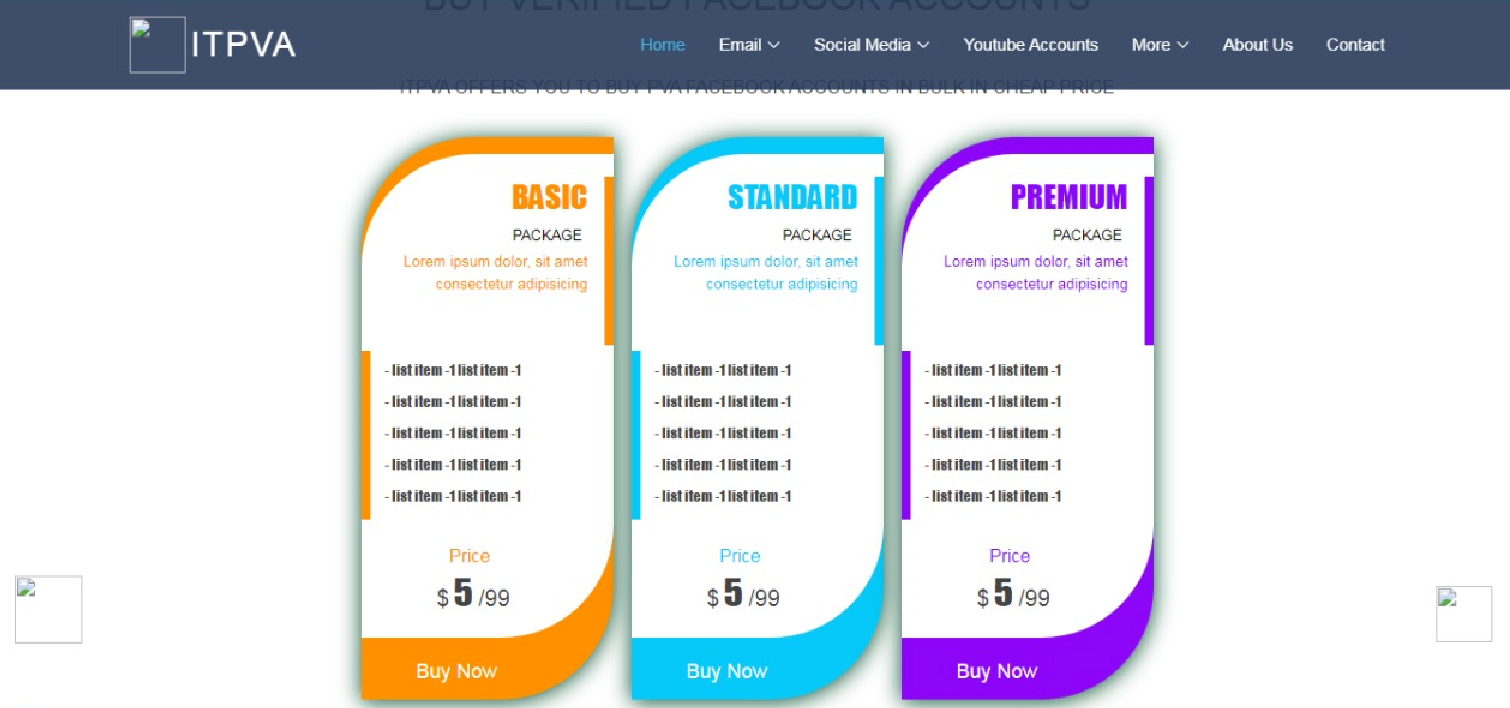 BUY VERIFIED FACEBOOK ACCOUNTS
ITPVA
Home
Email
Social Media
Youtube Accounts
More
About Us
Contact
ITPVA OFFERS YOU TO BUY PVA FACEBOOK ACCOUNTS IN BULK IN CHEAP PRICE
BASIC
PACKAGE
Lorem ipsum dolor, sit amet
consectetur adipisicing
- list item -1 list item -1
- list item -1 list item -1
- list item -1 list item -1
- list item -1 list item -1
- list item -1 list item -1
Price
$ 5 /99
Buy Now
STANDARD
PACKAGE
Lorem ipsum dolor, sit amet
consectetur adipisicing
- list item -1 list item -1
- list item -1 list item -1
- list item -1 list item -1
- list item -1 list item -1
- list item -1 list item -1
Price
$ 5 /99
Buy Now
PREMIUM
PACKAGE
Lorem ipsum dolor, sit amet
consectetur adipisicing
- list item -1 list item -1
- list item -1 list item -1
- list item -1 list item -1
- list item -1 list item -1
- list item -1 list item -1
Price
$ 5 /99
Buy Now